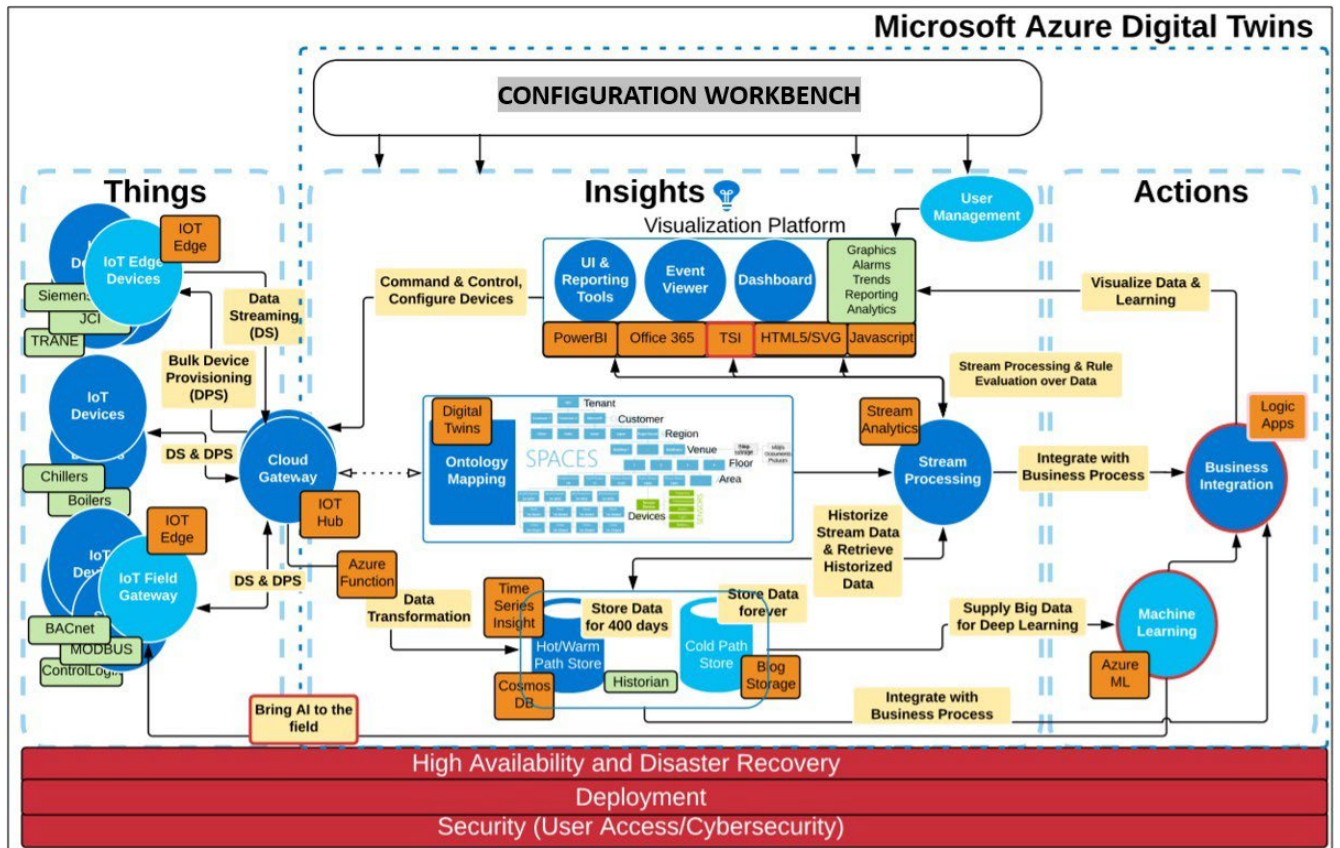 Microsoft Azure Digital Twins
CONFIGURATION WORKBENCH
Things
Insights
Actions
User
Management
Visualization Platform
IOT
Edge
IoT Edge
Devices
Siemens
JCI
TRANE
Data
Streaming
(DS)
Bulk Device
Provisioning
(DPS)
Command & Control,
Configure Devices
UI &
Reporting
Tools
Event
Viewer
Dashboard
Graphics
Alarms
Trends
Reporting
Analytics
PowerBI
Office 365
TSI
HTML5/SVG
Javascript
Visualize Data &
Learning
Stream Processing & Rule
Evaluation over Data
IoT
Devices
DS & DPS
Chillers
Boilers
Cloud
Gateway
IOT
Hub
Digital
Twins
Ontology
Mapping
SPACES
Tenant
Customer
Region
Venue
Floor
Area
Devices
SENSORS
Stream
Analytics
Stream
Processing
Integrate with
Business Process
Logic
Apps
Business
Integration
IOT
Edge
IoT
IoT Field
Gateway
BACnet
MODBUS
DS & DPS
Azure
Function
Data
Transformation
Historize
Stream Data
& Retrieve
Historized
Data
Time
Series
Insight
Store Data
for 400 days
Store Data
forever
Hot/Warm
Path Store
Cold Path
Store
Historian
Cosmos
DB
Blog
Storage
Supply Big Data
for Deep Learning
Machine
Learning
Azure
ML
Integrate with
Business Process
Bring AI to the
field
High Availability and Disaster Recovery
Deployment
Security (User Access/Cybersecurity)